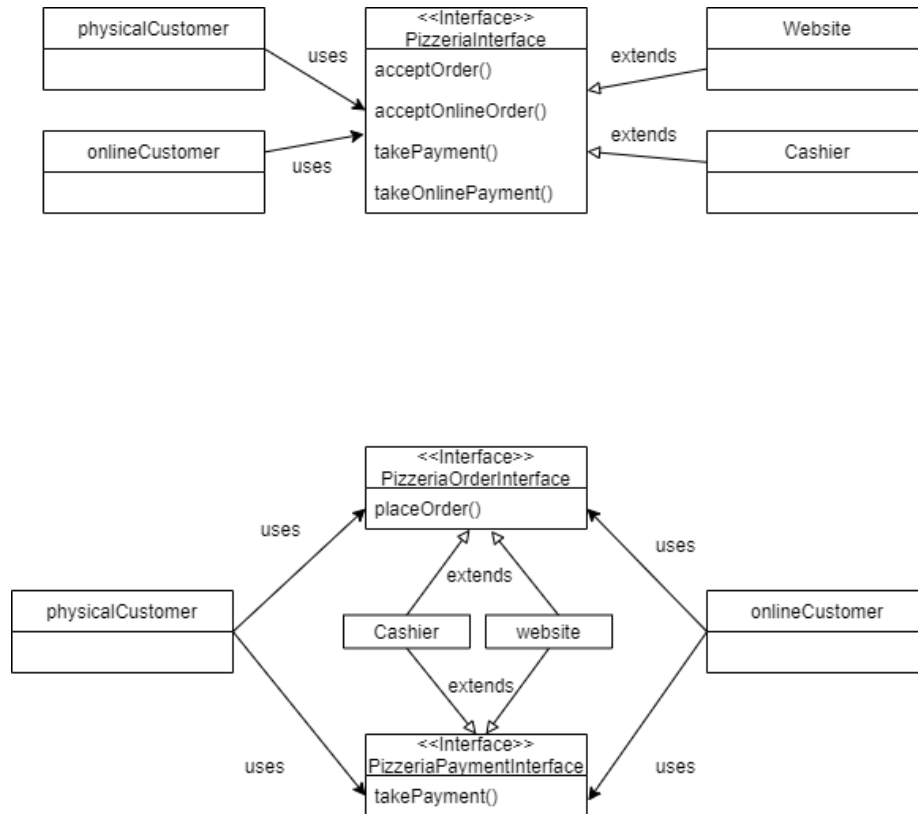 physicalCustomer
uses
<<Interface>>
PizzeriaInterface
acceptOrder()
acceptOnlineOrder()
takePayment()
takeOnlinePayment()
extends
Website
onlineCustomer
uses
extends
Cashier
<<Interface>>
PizzeriaOrderInterface
placeOrder()
uses
uses
extends
physicalCustomer
Cashier
website
onlineCustomer
extends
<<Interface>>
PizzeriaPaymentInterface
takePayment()
uses
uses